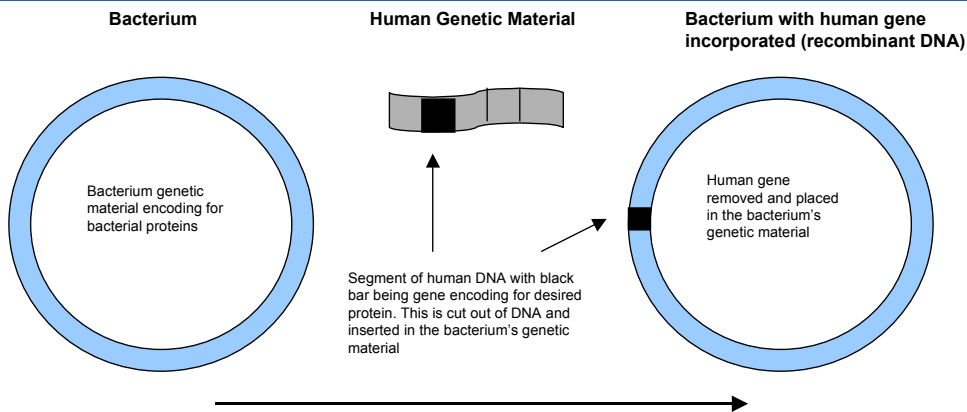 Bacterium
Human Genetic Material
Bacterium with human gene
incorporated (recombinant DNA)
Bacterium genetic
material encoding for
bacterial proteins
Segment of human DNA with black
bar being gene encoding for desired
protein. This is cut out of DNA and
inserted in the bacterium's genetic
material
Human gene
removed and placed
in the bacterium's
genetic material